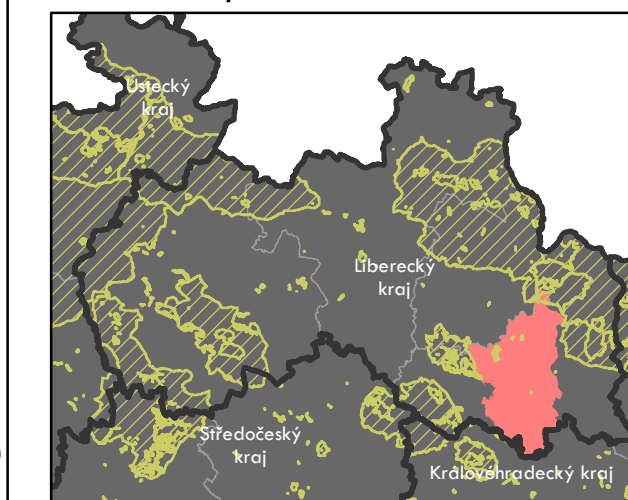 Ústecký
kraj
Liberecký
kraj
Středočeský
kraj
Královéhradecký kraj